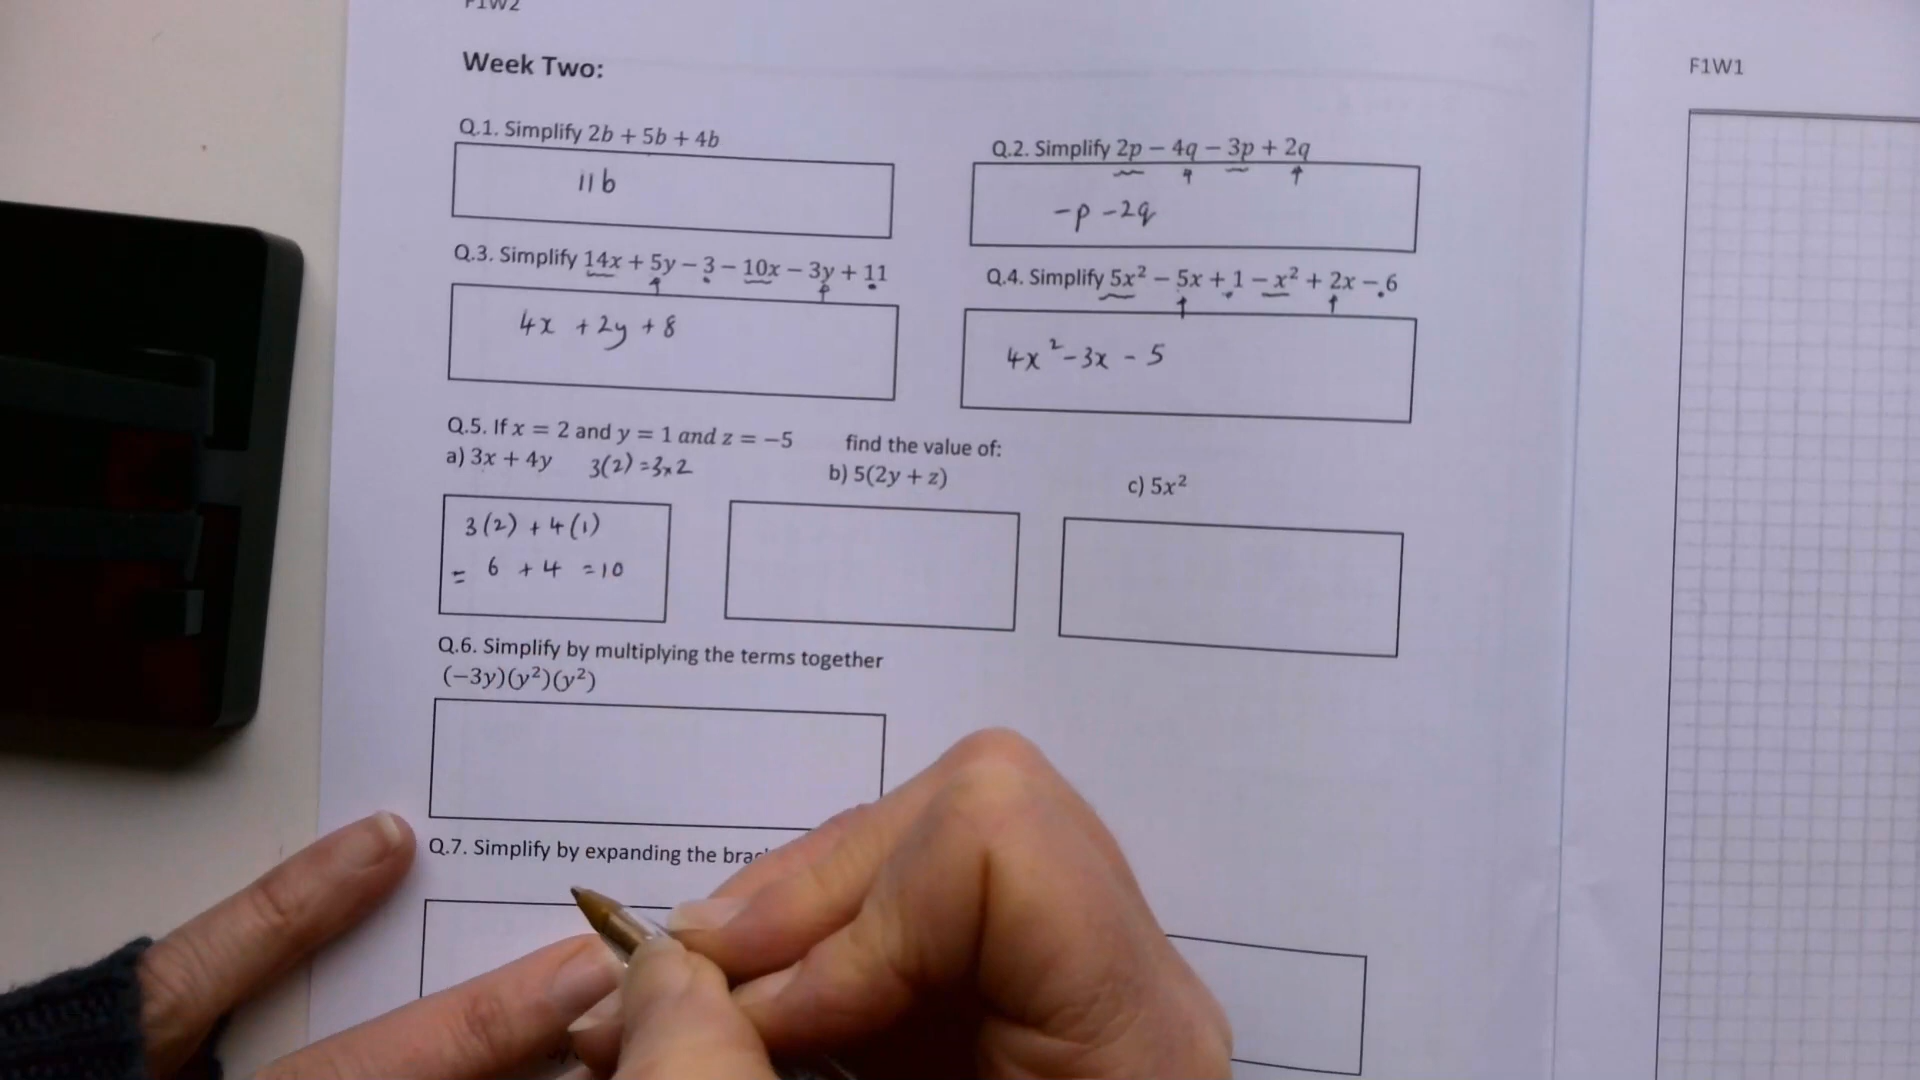 F1W2
Week Two:
Q.1. Simplify 2b + 5b + 4b
11b
Q.2. Simplify 2p − 4q − 3p + 2q
-p -2q
Q.3. Simplify 14x + 5y − 3 − 10x − 3y + 11
4x +2y +8
Q.4. Simplify 5x² − 5x + 1 − x² + 2x − 6
4x² -3x - 5
Q.5. If x = 2 and y = 1 and z = −5 find the value of:
a) 3x + 4y 3(2) = 3×2
3(2) + 4(1)
= 6 + 4 = 10
b) 5(2y + z)
c) 5x²
Q.6. Simplify by multiplying the terms together
(−3y)(y²)(y²)
Q.7. Simplify by expanding the
F1W1